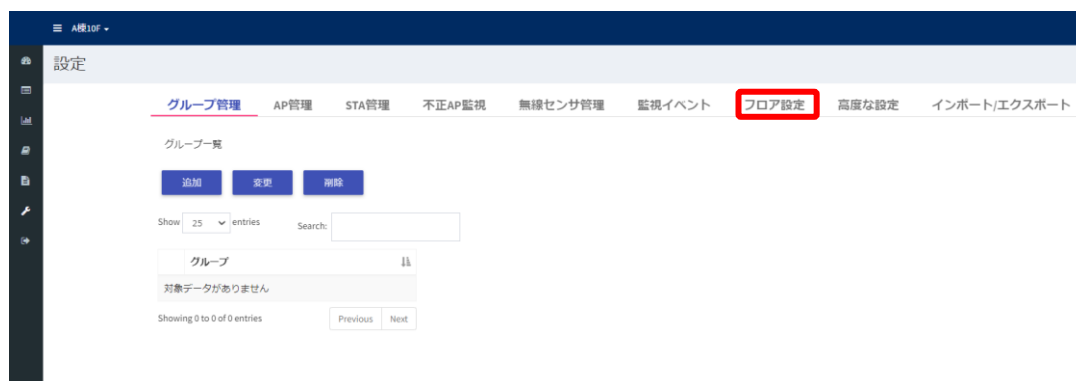 A棟10F
設定
グループ管理 AP管理 STA管理 不正AP監視 無線センサ管理 監視イベント フロア設定 高度な設定 インポート/エクスポート
グループ一覧
追加 変更 削除
Show 25 entries Search:
グループ
対象データがありません
Showing 0 to 0 of 0 entries Previous Next